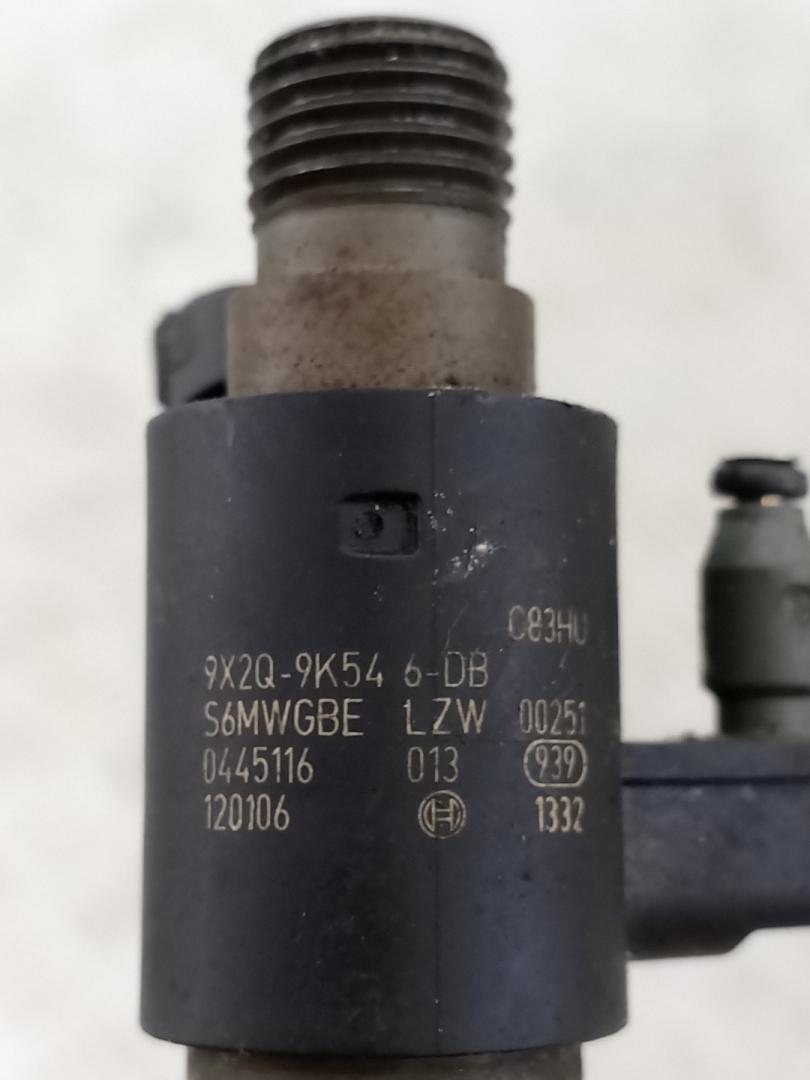 C83HU
9X2Q-9K54 6-DB
S6MWGBE LZW 00251
0445116 013 939
120106 1332